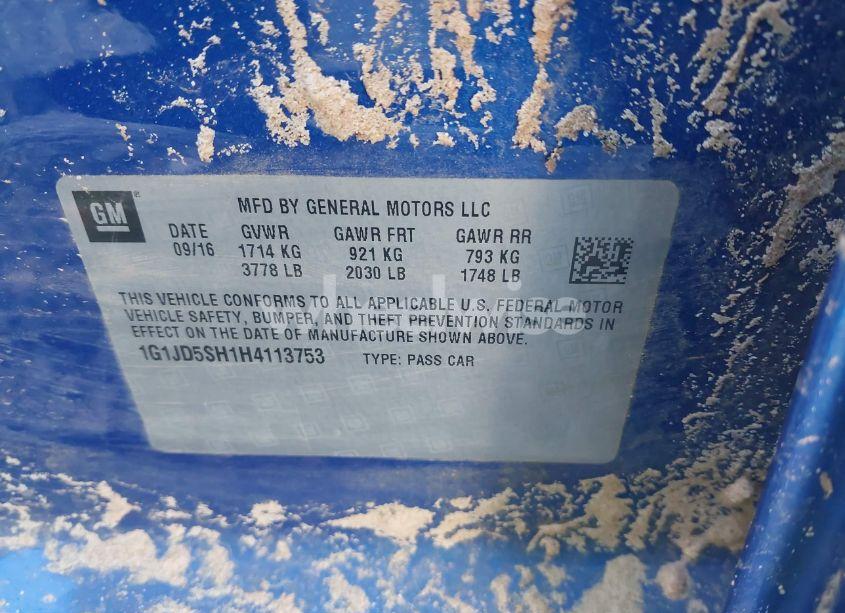 GM
MFD BY GENERAL MOTORS LLC
DATE GVWR GAWR FRT GAWR RR
09/16 1714 KG 921 KG 793 KG
3778 LB 2030 LB 1748 LB
THIS VEHICLE CONFORMS TO ALL APPLICABLE U.S. FEDERAL MOTOR
VEHICLE SAFETY, BUMPER, AND THEFT PREVENTION STANDARDS IN
EFFECT ON THE DATE OF MANUFACTURE SHOWN ABOVE.
1G1JD5SH1H4113753 TYPE: PASS CAR